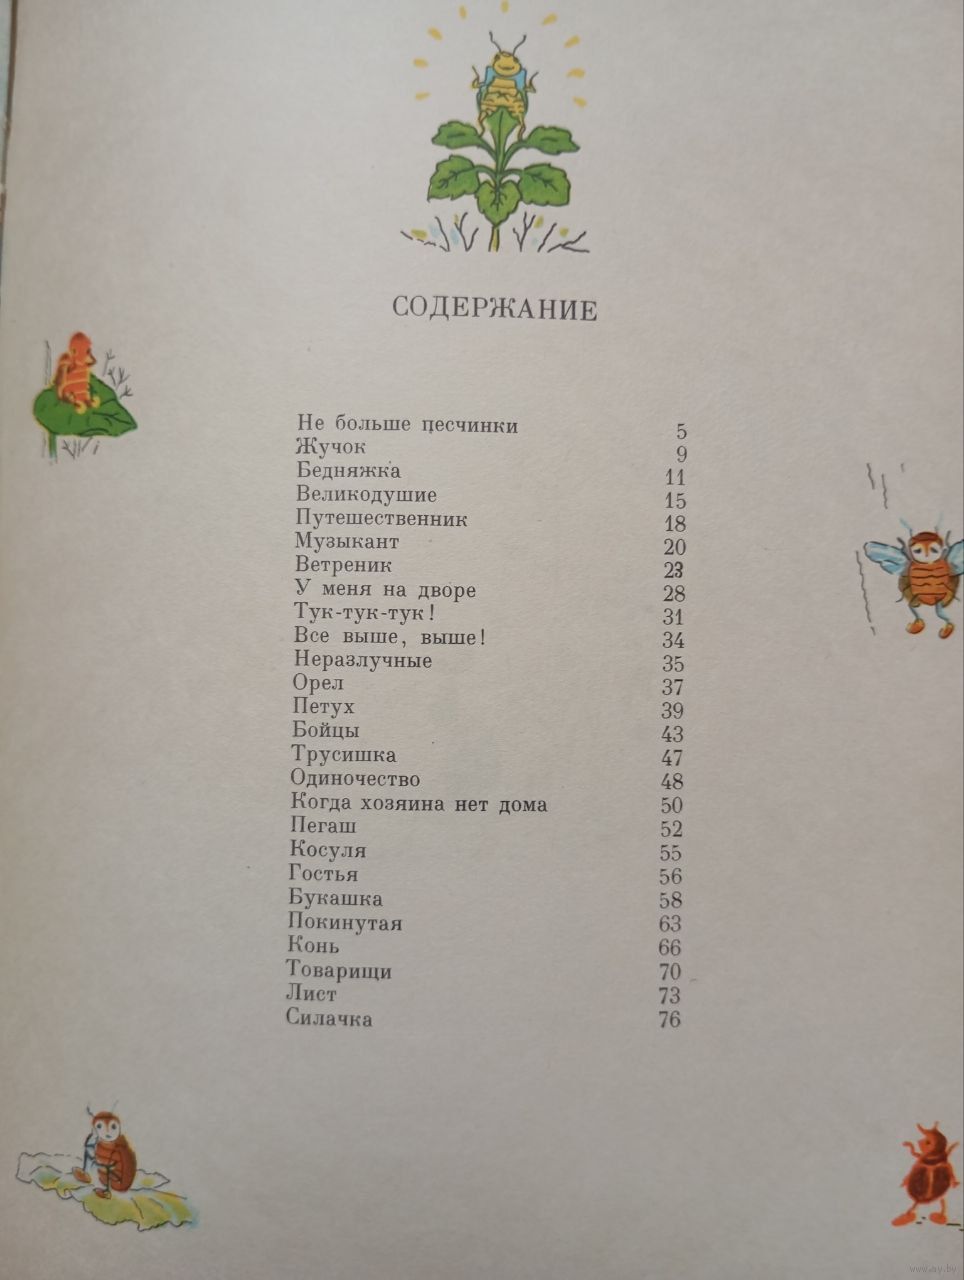 СОДЕРЖАНИЕ
Не больше песчинки 5
Жучок 9
Бедняжка 11
Великодушие 15
Путешественник 18
Музыкант 20
Ветреник 23
У меня на дворе 28
Тук-тук-тук! 31
Все выше, выше! 34
Неразлучные 35
Орел 37
Петух 39
Бойцы 43
Трусишка 47
Одиночество 48
Когда хозяина нет дома 50
Пегаш 52
Косуля 55
Гостья 56
Букашка 58
Покинутая 63
Конь 66
Товарищи 70
Лист 73
Силачка 76
www.ay.by